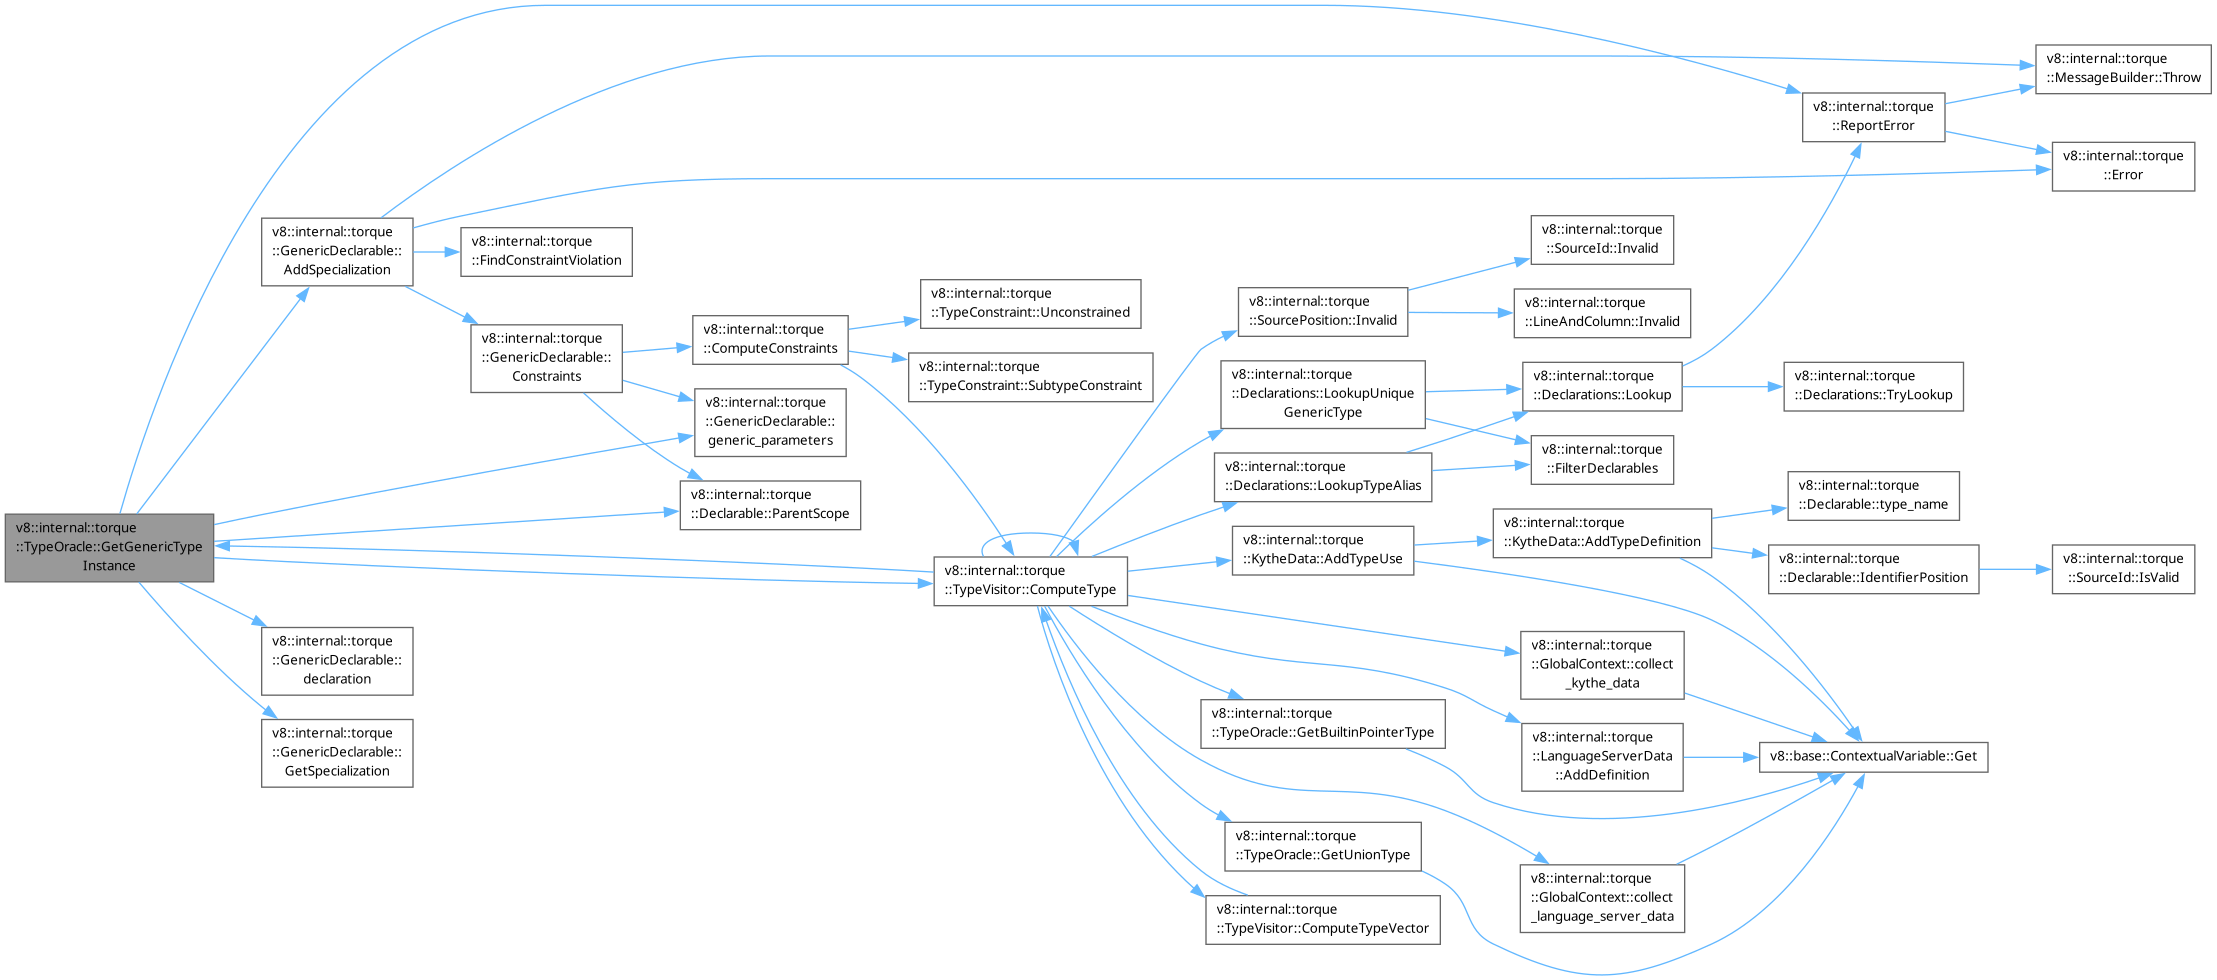 v8::internal::torque
::TypeOracle::GetGenericType
Instance
v8::internal::torque
::GenericDeclarable::
AddSpecialization
v8::internal::torque
::GenericDeclarable::
declaration
v8::internal::torque
::GenericDeclarable::
GetSpecialization
v8::internal::torque
::FindConstraintViolation
v8::internal::torque
::GenericDeclarable::
Constraints
v8::internal::torque
::ComputeConstraints
v8::internal::torque
::GenericDeclarable::
generic_parameters
v8::internal::torque
::Declarable::ParentScope
v8::internal::torque
::TypeConstraint::Unconstrained
v8::internal::torque
::TypeConstraint::SubtypeConstraint
v8::internal::torque
::TypeVisitor::ComputeType
v8::internal::torque
::SourcePosition::Invalid
v8::internal::torque
::Declarations::LookupUnique
GenericType
v8::internal::torque
::Declarations::LookupTypeAlias
v8::internal::torque
::KytheData::AddTypeUse
v8::internal::torque
::TypeOracle::GetBuiltinPointerType
v8::internal::torque
::TypeOracle::GetUnionType
v8::internal::torque
::TypeVisitor::ComputeTypeVector
v8::internal::torque
::SourceId::Invalid
v8::internal::torque
::LineAndColumn::Invalid
v8::internal::torque
::Declarations::Lookup
v8::internal::torque
::FilterDeclarables
v8::internal::torque
::KytheData::AddTypeDefinition
v8::internal::torque
::GlobalContext::collect
_kythe_data
v8::internal::torque
::LanguageServerData
::AddDefinition
v8::internal::torque
::GlobalContext::collect
_language_server_data
v8::internal::torque
::ReportError
v8::internal::torque
::Declarations::TryLookup
v8::internal::torque
::Declarable::type_name
v8::internal::torque
::Declarable::IdentifierPosition
v8::base::ContextualVariable::Get
v8::internal::torque
::MessageBuilder::Throw
v8::internal::torque
::Error
v8::internal::torque
::SourceId::IsValid